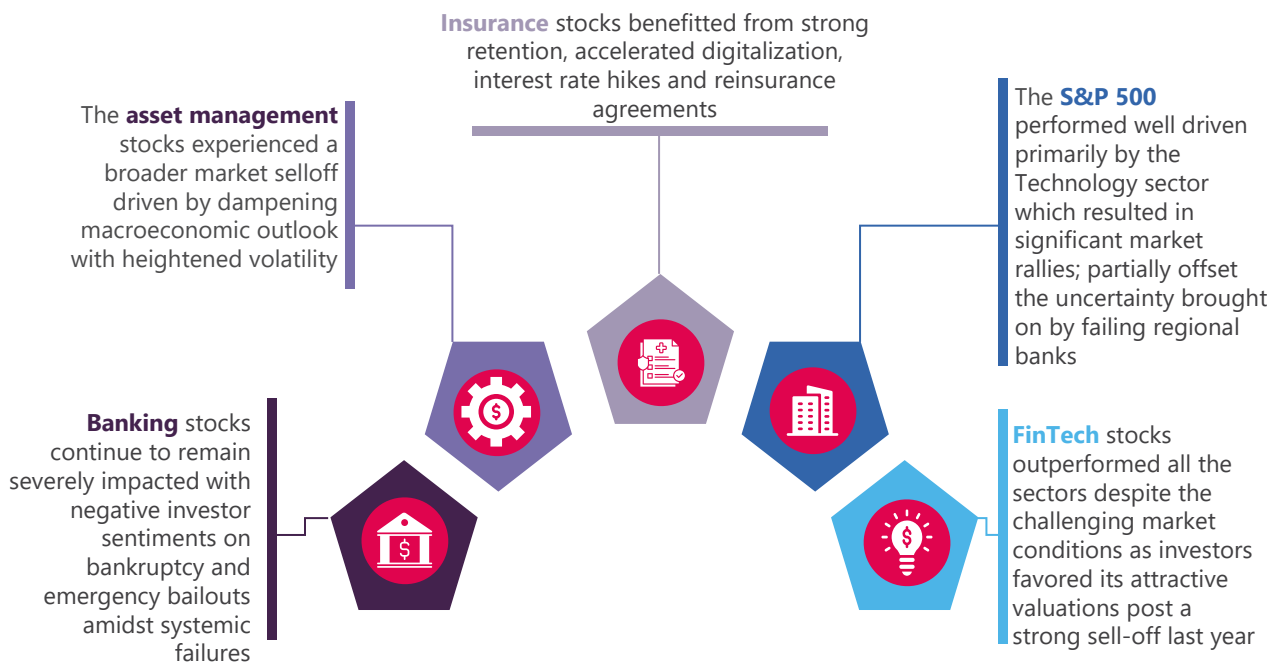 Insurance stocks benefitted from strong
retention, accelerated digitalization,
interest rate hikes and reinsurance
agreements
The asset management
stocks experienced a
broader market selloff
driven by dampening
macroeconomic outlook
with heightened volatility
The S&P 500
performed well driven
primarily by the
Technology sector
which resulted in
significant market
rallies; partially offset
the uncertainty brought
on by failing regional
banks
Banking stocks
continue to remain
severely impacted with
negative investor
sentiments on
bankruptcy and
emergency bailouts
amidst systemic
failures
FinTech stocks
outperformed all the
sectors despite the
challenging market
conditions as investors
favored its attractive
valuations post a
strong sell-off last year
$
$
$